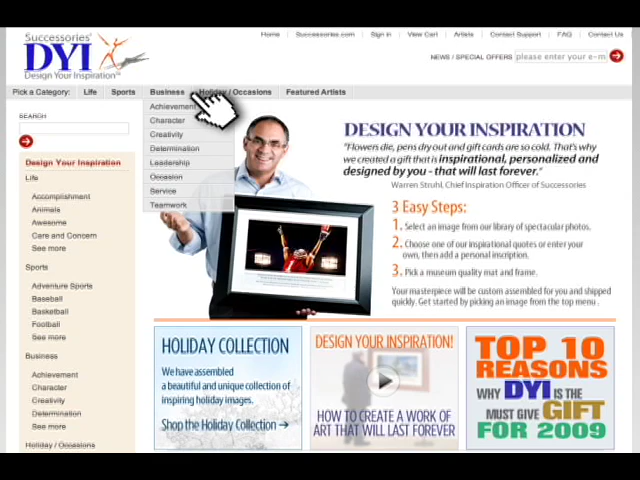 Successories'
DYI
Design Your Inspiration™
Home Successories.com Sign in View Cart Artists Contact Support FAQ Contact Us
NEWS / SPECIAL OFFERS please enter your e-m
Pick a Category: Life Sports Business Holiday / Occasions Featured Artists
Achievement
Character
Creativity
Determination
Leadership
Occasion
Service
Teamwork
SEARCH
Design Your Inspiration
Life
Accomplishment
Animals
Awesome
Care and Concern
See more
Sports
Adventure Sports
Baseball
Basketball
Football
See more
Business
Achievement
Character
Creativity
Determination
See more
Holiday / Occasions
DESIGN YOUR INSPIRATION
"Flowers die, pens dry out and gift cards are so cold. That's why
we created a gift that is inspirational, personalized and
designed by you - that will last forever."
Warren Struhl, Chief Inspiration Officer of Successories
3 Easy Steps:
1. Select an image from our library of spectacular photos.
2. Choose one of our inspirational quotes or enter your
own, then add a personal inscription.
3. Pick a museum quality mat and frame.
Your masterpiece will be custom assembled for you and shipped
quickly. Get started by picking an image from the top menu.
HOLIDAY COLLECTION
We have assembled
a beautiful and unique collection of
inspiring holiday images.
Shop the Holiday Collection →
DESIGN YOUR INSPIRATION!
HOW TO CREATE A WORK OF
ART THAT WILL LAST FOREVER
TOP 10
REASONS
WHY DYI IS THE
MUST GIVE GIFT
FOR 2009